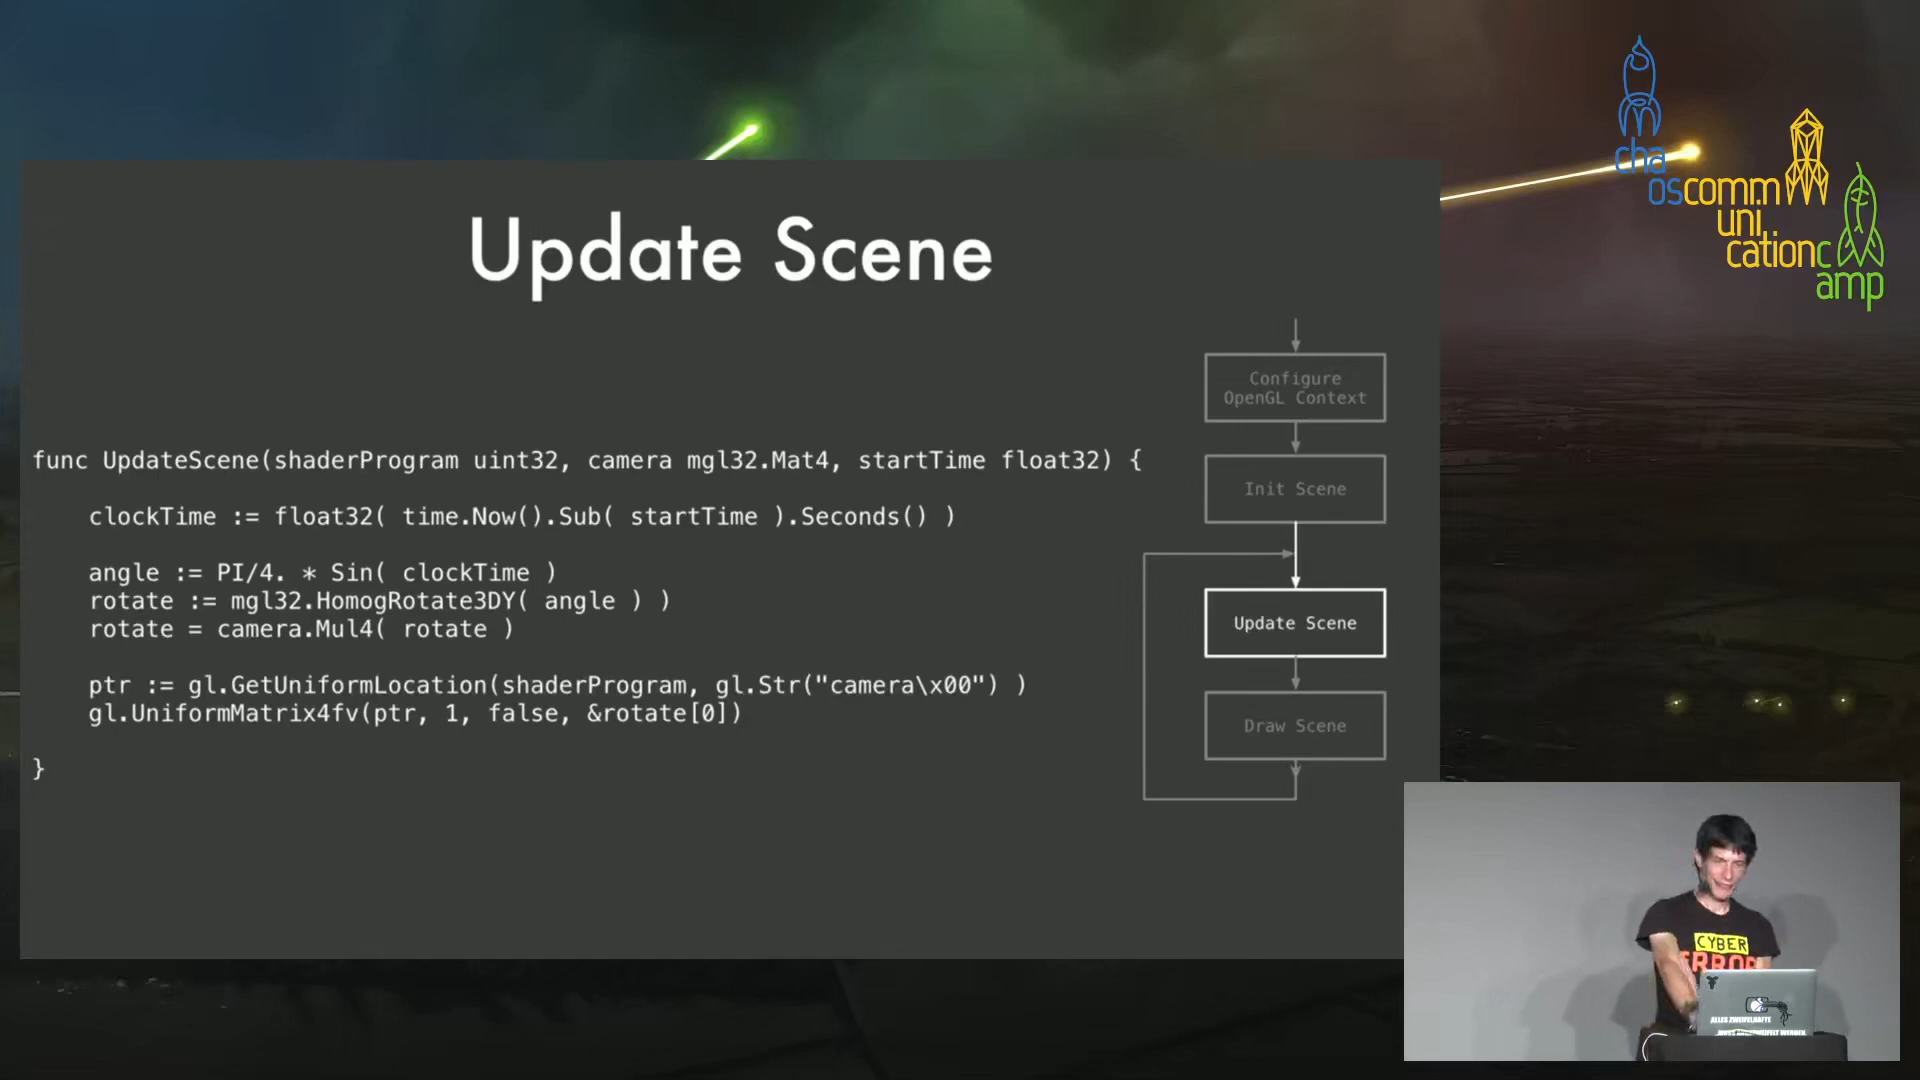 Update Scene
func UpdateScene(shaderProgram uint32, camera mgl32.Mat4, startTime float32) {
clockTime := float32( time.Now().Sub( startTime ).Seconds() )
angle := PI/4. * Sin( clockTime )
rotate := mgl32.HomogRotate3DY( angle ) )
rotate = camera.Mul4( rotate )
ptr := gl.GetUniformLocation(shaderProgram, gl.Str("camera\x00") )
gl.UniformMatrix4fv(ptr, 1, false, &rotate[0])
}
Configure
OpenGL Context
Init Scene
Update Scene
Draw Scene
cha
oscomm
uni
cationc
amp
CYBER
ALLES ZWEIFELHAFTE
WERDEN.